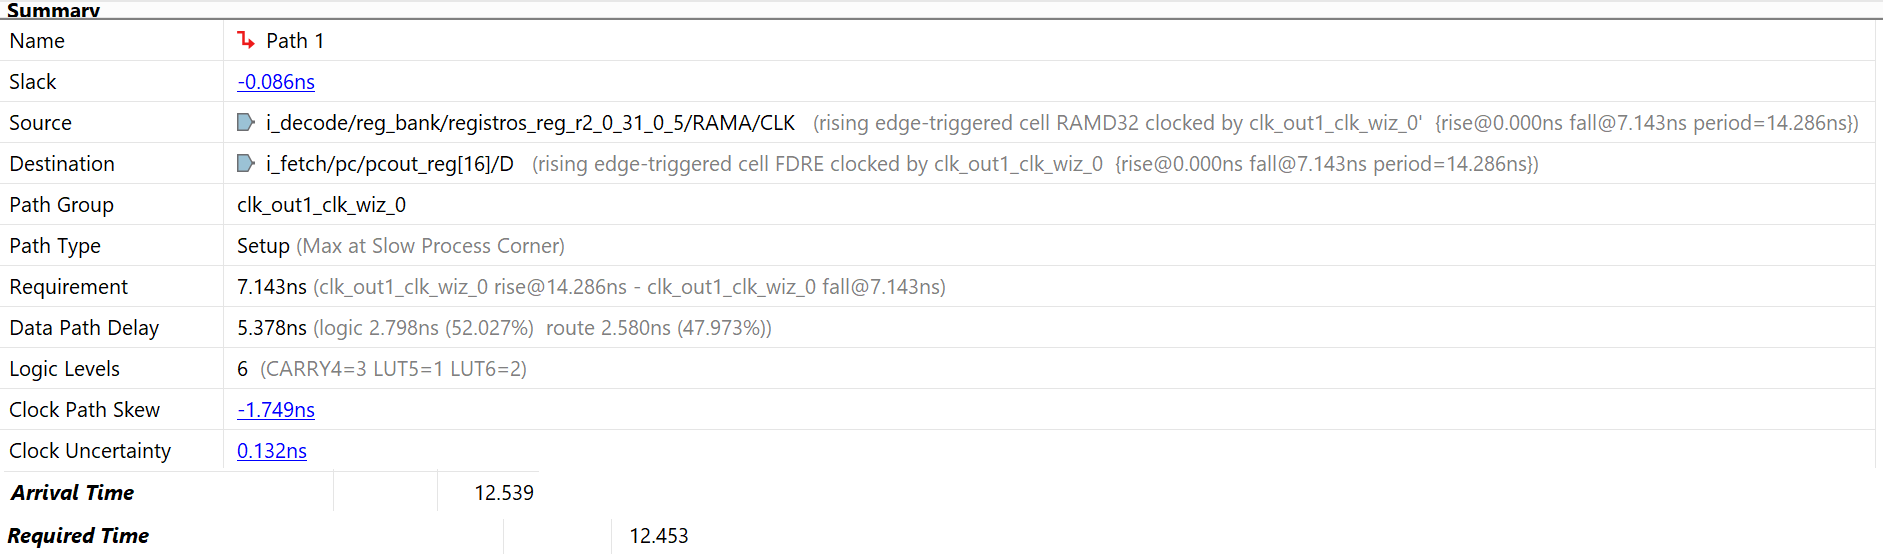 Summary
Name Path 1
Slack -0.086ns
Source i_decode/reg_bank/registros_reg_r2_0_31_0_5/RAMA/CLK (rising edge-triggered cell RAMD32 clocked by clk_out1_clk_wiz_0' {rise@0.000ns fall@7.143ns period=14.286ns})
Destination i_fetch/pc/pcout_reg[16]/D (rising edge-triggered cell FDRE clocked by clk_out1_clk_wiz_0 {rise@0.000ns fall@7.143ns period=14.286ns})
Path Group clk_out1_clk_wiz_0
Path Type Setup (Max at Slow Process Corner)
Requirement 7.143ns (clk_out1_clk_wiz_0 rise@14.286ns - clk_out1_clk_wiz_0 fall@7.143ns)
Data Path Delay 5.378ns (logic 2.798ns (52.027%) route 2.580ns (47.973%))
Logic Levels 6 (CARRY4=3 LUT5=1 LUT6=2)
Clock Path Skew -1.749ns
Clock Uncertainty 0.132ns
Arrival Time 12.539
Required Time 12.453